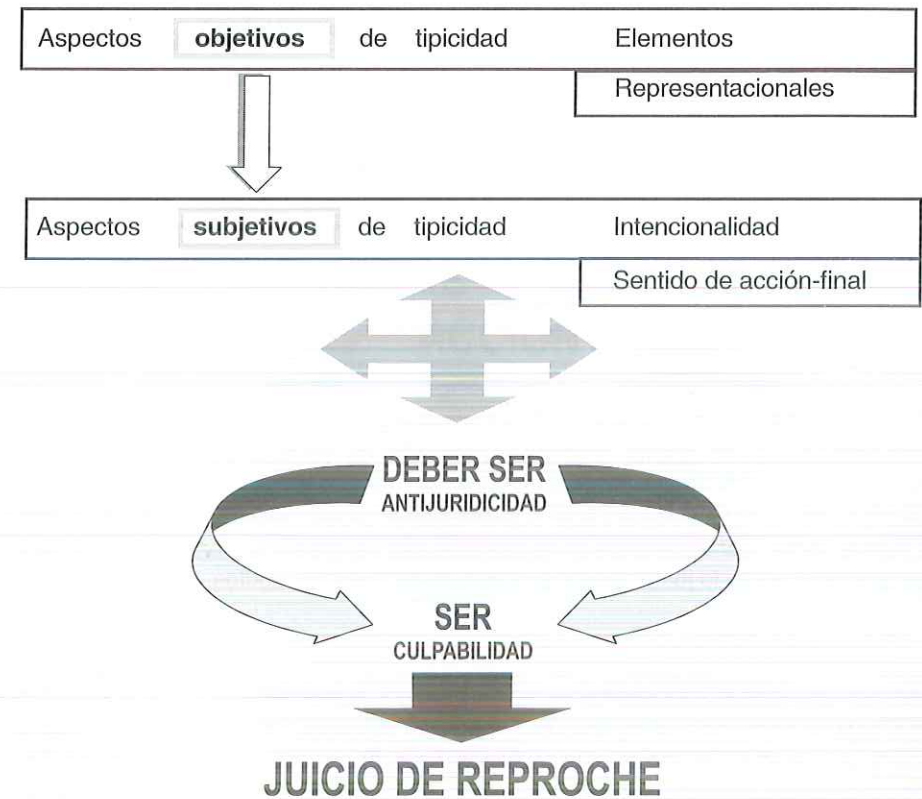 Aspectos objetivos de tipicidad Elementos
Representacionales
Aspectos subjetivos de tipicidad Intencionalidad
Sentido de acción-final
DEBER SER
ANTIJURIDICIDAD
SER
CULPABILIDAD
JUICIO DE REPROCHE